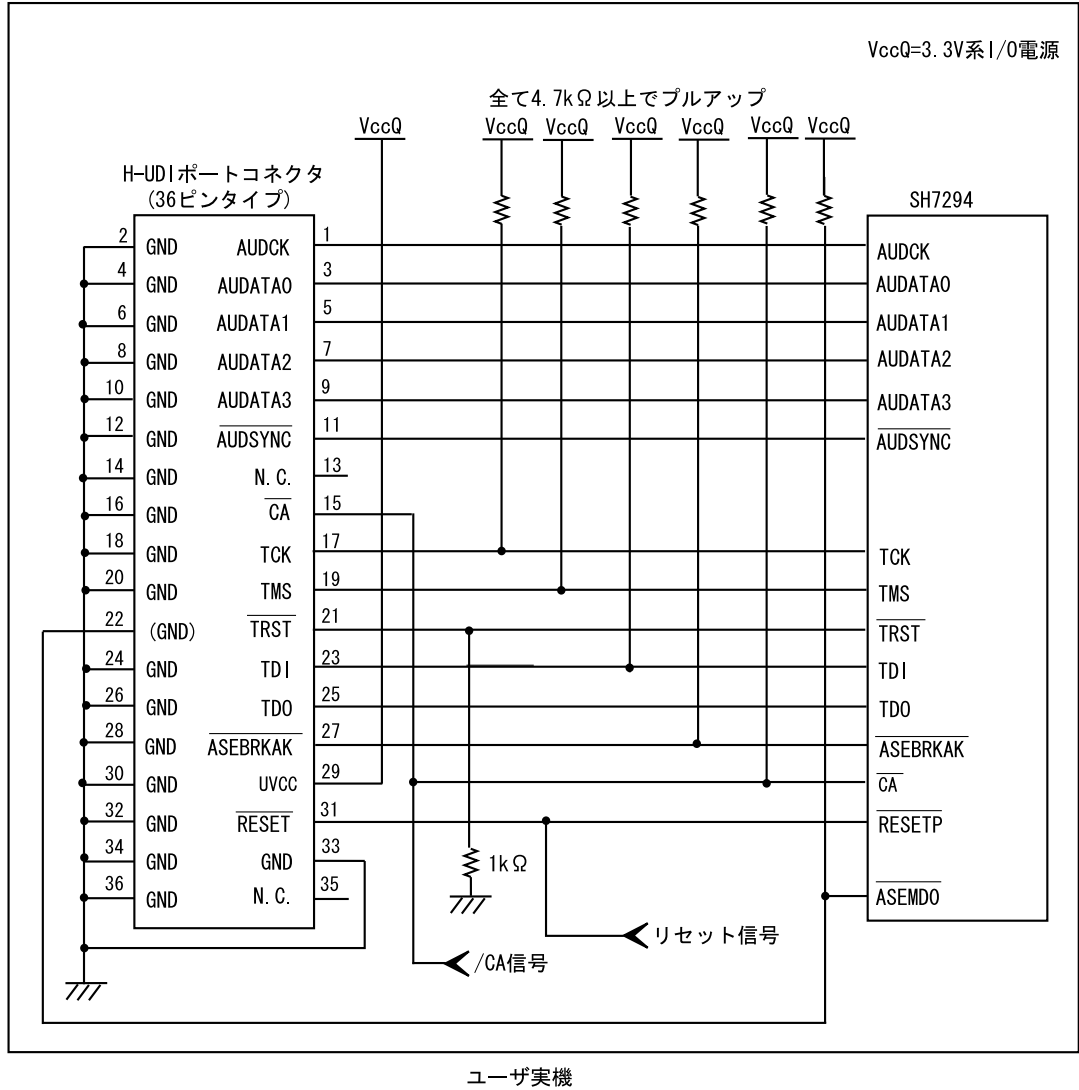 VccQ=3.3V系I/O電源
全て4.7kΩ以上でプルアップ
VccQ VccQ VccQ VccQ VccQ VccQ VccQ
H-UDIポートコネクタ
(36ピンタイプ)
SH7294
2 GND AUDCK 1 AUDCK
4 GND AUDATA0 3 AUDATA0
6 GND AUDATA1 5 AUDATA1
8 GND AUDATA2 7 AUDATA2
10 GND AUDATA3 9 AUDATA3
12 GND AUDSYNC 11 AUDSYNC
14 GND N.C. 13
16 GND CA 15
18 GND TCK 17 TCK
20 GND TMS 19 TMS
22 (GND) TRST 21 TRST
24 GND TDI 23 TDI
26 GND TDO 25 TDO
28 GND ASEBRKAK 27 ASEBRKAK
30 GND UVCC 29 CA
32 GND RESET 31 RESETP
34 GND GND 33
1kΩ
36 GND N.C. 35 ASEMD0
リセット信号
/CA信号
ユーザ実機